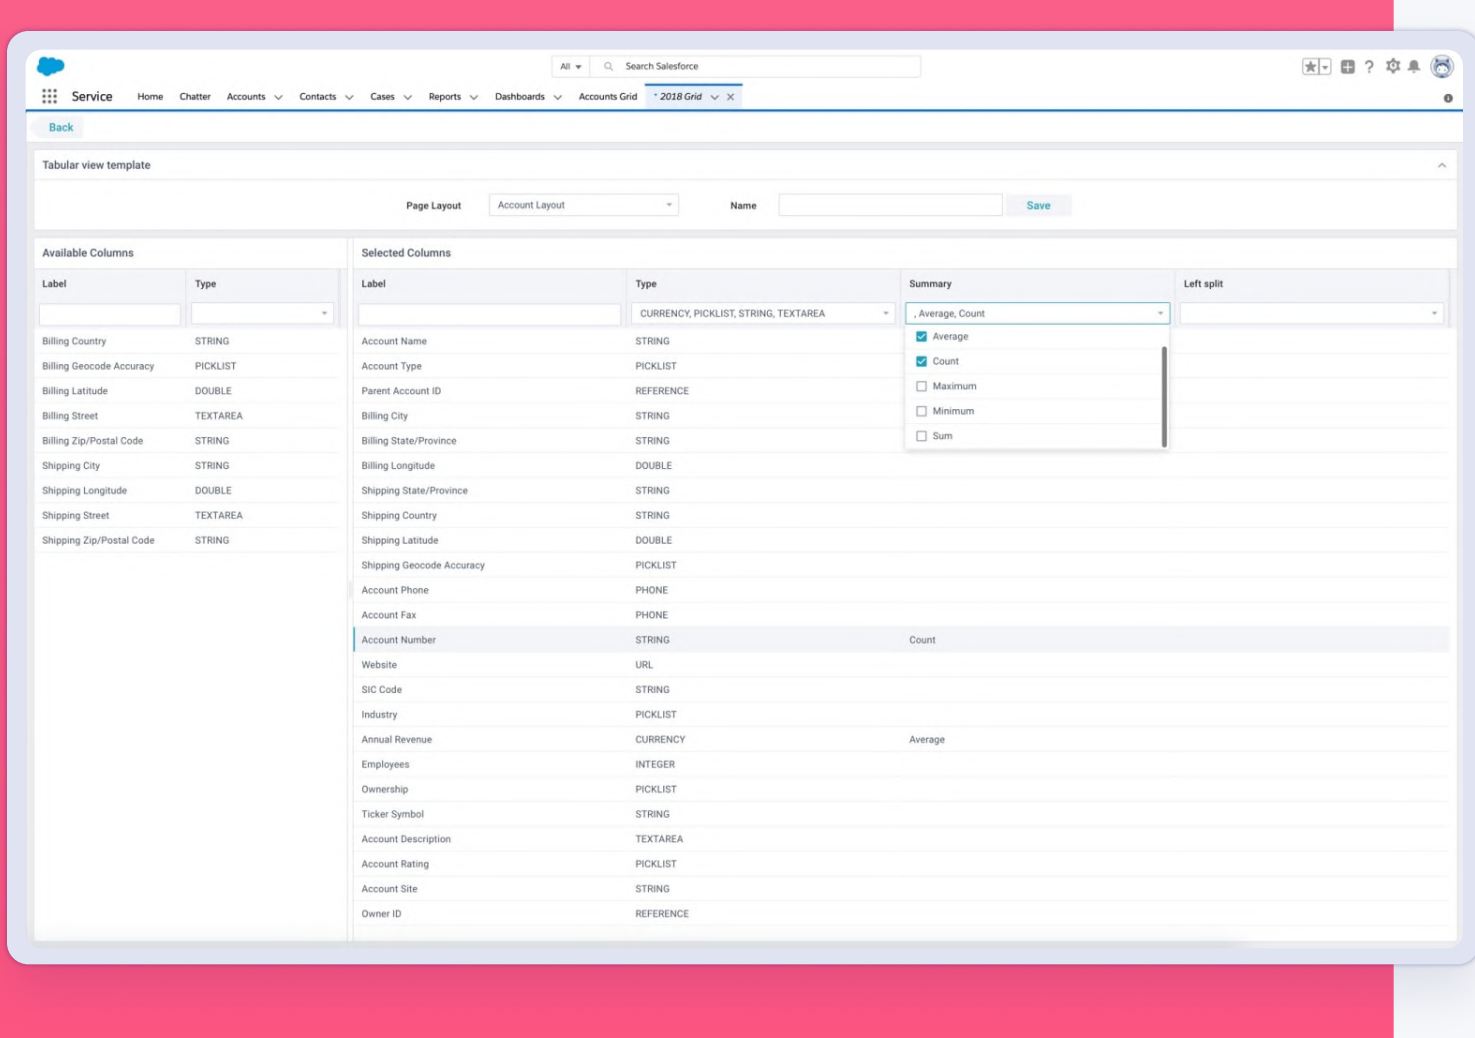 All Search Salesforce
Service Home Chatter Accounts Contacts Cases Reports Dashboards Accounts Grid * 2018 Grid
Back
Tabular view template
Page Layout Account Layout Name Save
Available Columns Selected Columns
Label Type Label Type Summary Left split
CURRENCY, PICKLIST, STRING, TEXTAREA , Average, Count
Billing Country STRING Account Name STRING Average
Billing Geocode Accuracy PICKLIST Account Type PICKLIST Count
Billing Latitude DOUBLE Parent Account ID REFERENCE Maximum
Billing Street TEXTAREA Billing City STRING Minimum
Billing Zip/Postal Code STRING Billing State/Province STRING Sum
Shipping City STRING Billing Longitude DOUBLE
Shipping Longitude DOUBLE Shipping State/Province STRING
Shipping Street TEXTAREA Shipping Country STRING
Shipping Zip/Postal Code STRING Shipping Latitude DOUBLE
Shipping Geocode Accuracy PICKLIST
Account Phone PHONE
Account Fax PHONE
Account Number STRING Count
Website URL
SIC Code STRING
Industry PICKLIST
Annual Revenue CURRENCY Average
Employees INTEGER
Ownership PICKLIST
Ticker Symbol STRING
Account Description TEXTAREA
Account Rating PICKLIST
Account Site STRING
Owner ID REFERENCE